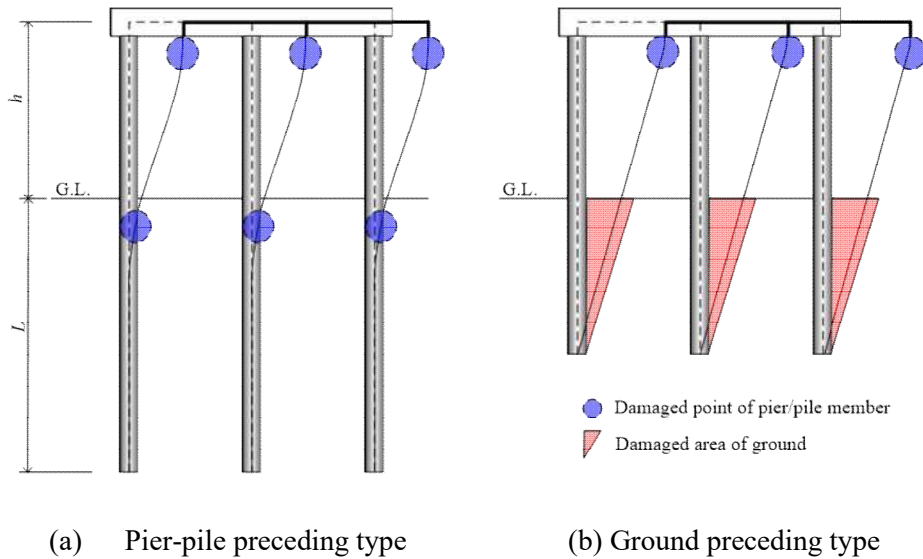 h
G.L.
L
G.L.
Damaged point of pier/pile member
Damaged area of ground
(a) Pier-pile preceding type
(b) Ground preceding type